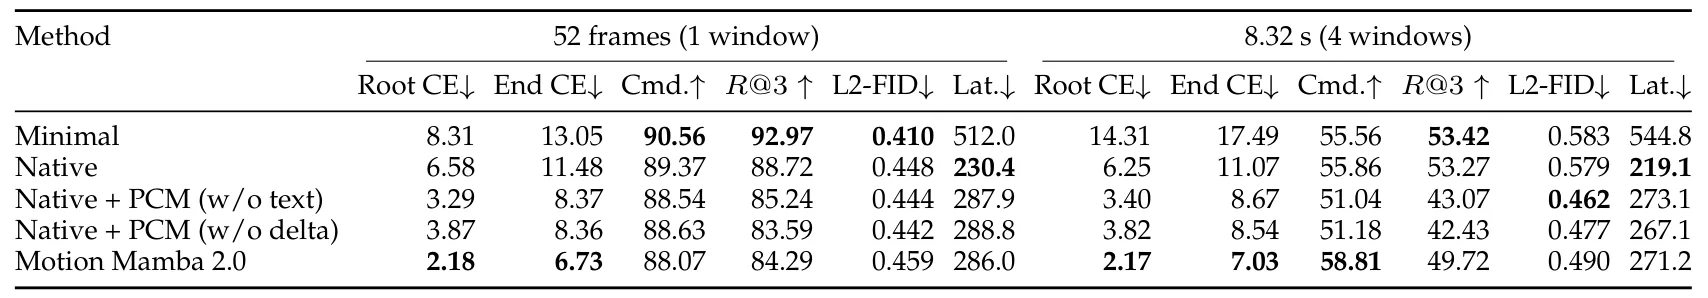 Method 52 frames (1 window) 8.32 s (4 windows)
Root CE↓ End CE↓ Cmd.↑ R@3 ↑ L2-FID↓ Lat.↓ Root CE↓ End CE↓ Cmd.↑ R@3 ↑ L2-FID↓ Lat.↓
Minimal 8.31 13.05 90.56 92.97 0.410 512.0 14.31 17.49 55.56 53.42 0.583 544.8
Native 6.58 11.48 89.37 88.72 0.448 230.4 6.25 11.07 55.86 53.27 0.579 219.1
Native + PCM (w/o text) 3.29 8.37 88.54 85.24 0.444 287.9 3.40 8.67 51.04 43.07 0.462 273.1
Native + PCM (w/o delta) 3.87 8.36 88.63 83.59 0.442 288.8 3.82 8.54 51.18 42.43 0.477 267.1
Motion Mamba 2.0 2.18 6.73 88.07 84.29 0.459 286.0 2.17 7.03 58.81 49.72 0.490 271.2